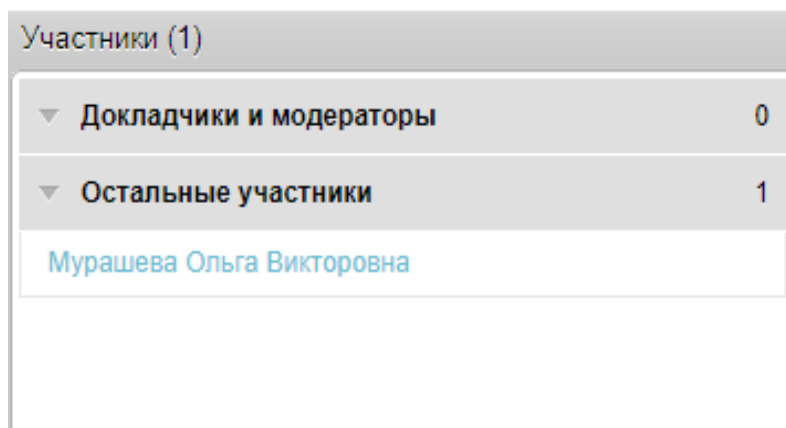 Участники (1)
Докладчики и модераторы 0
Остальные участники 1
Мурашева Ольга Викторовна